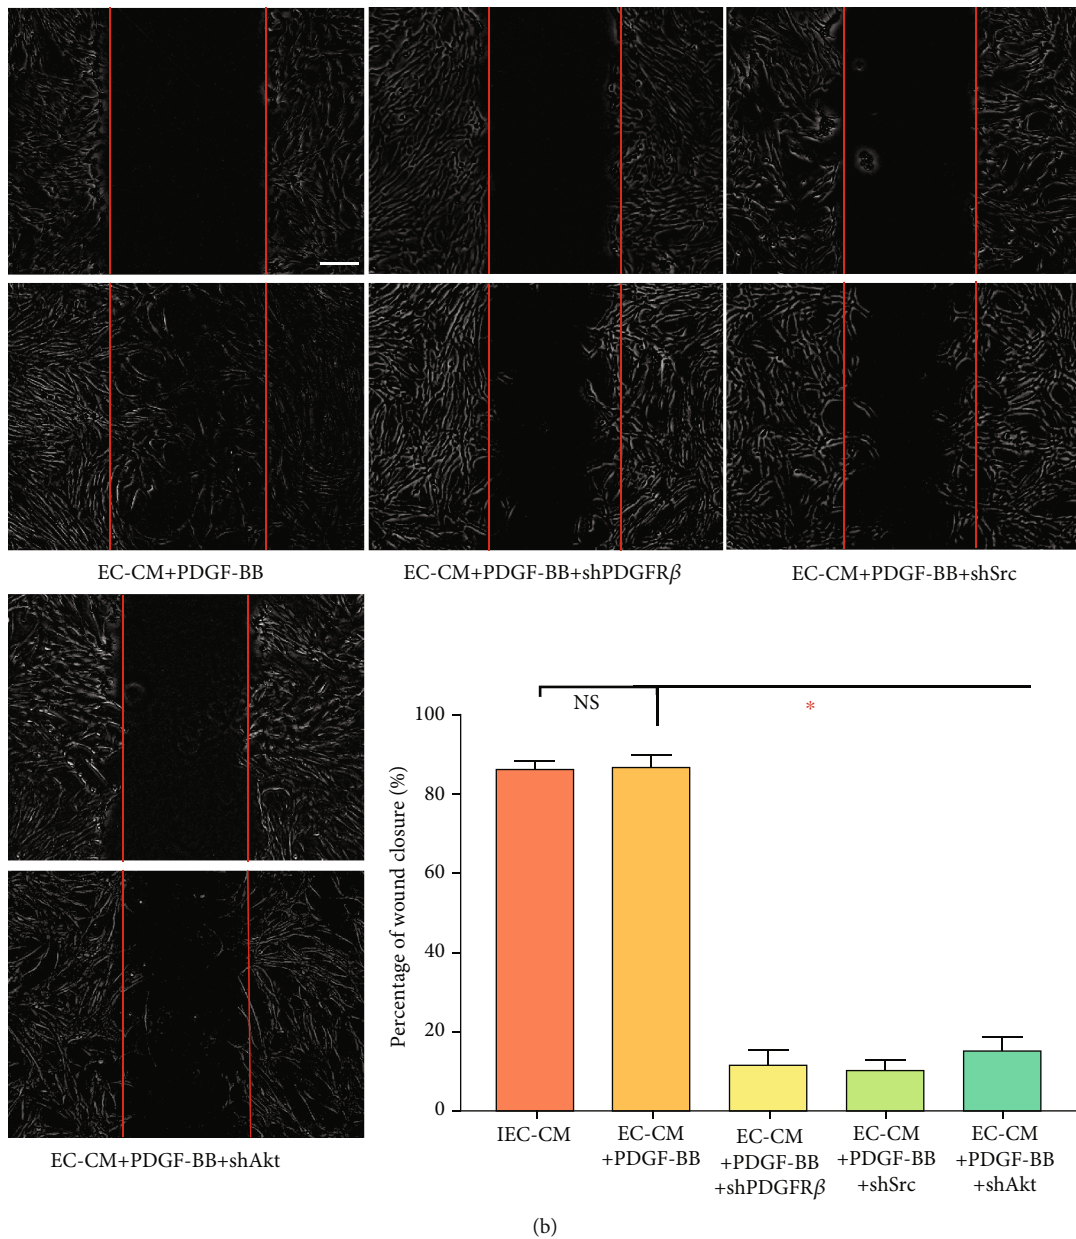 EC-CM+PDGF-BB
EC-CM+PDGF-BB+shPDGFRβ
EC-CM+PDGF-BB+shSrc
EC-CM+PDGF-BB+shAkt
NS
*
Percentage of wound closure (%)
100
80
60
40
20
0
IEC-CM
EC-CM
+PDGF-BB
EC-CM
+PDGF-BB
+shPDGFRβ
EC-CM
+PDGF-BB
+shSrc
EC-CM
+PDGF-BB
+shAkt
(b)